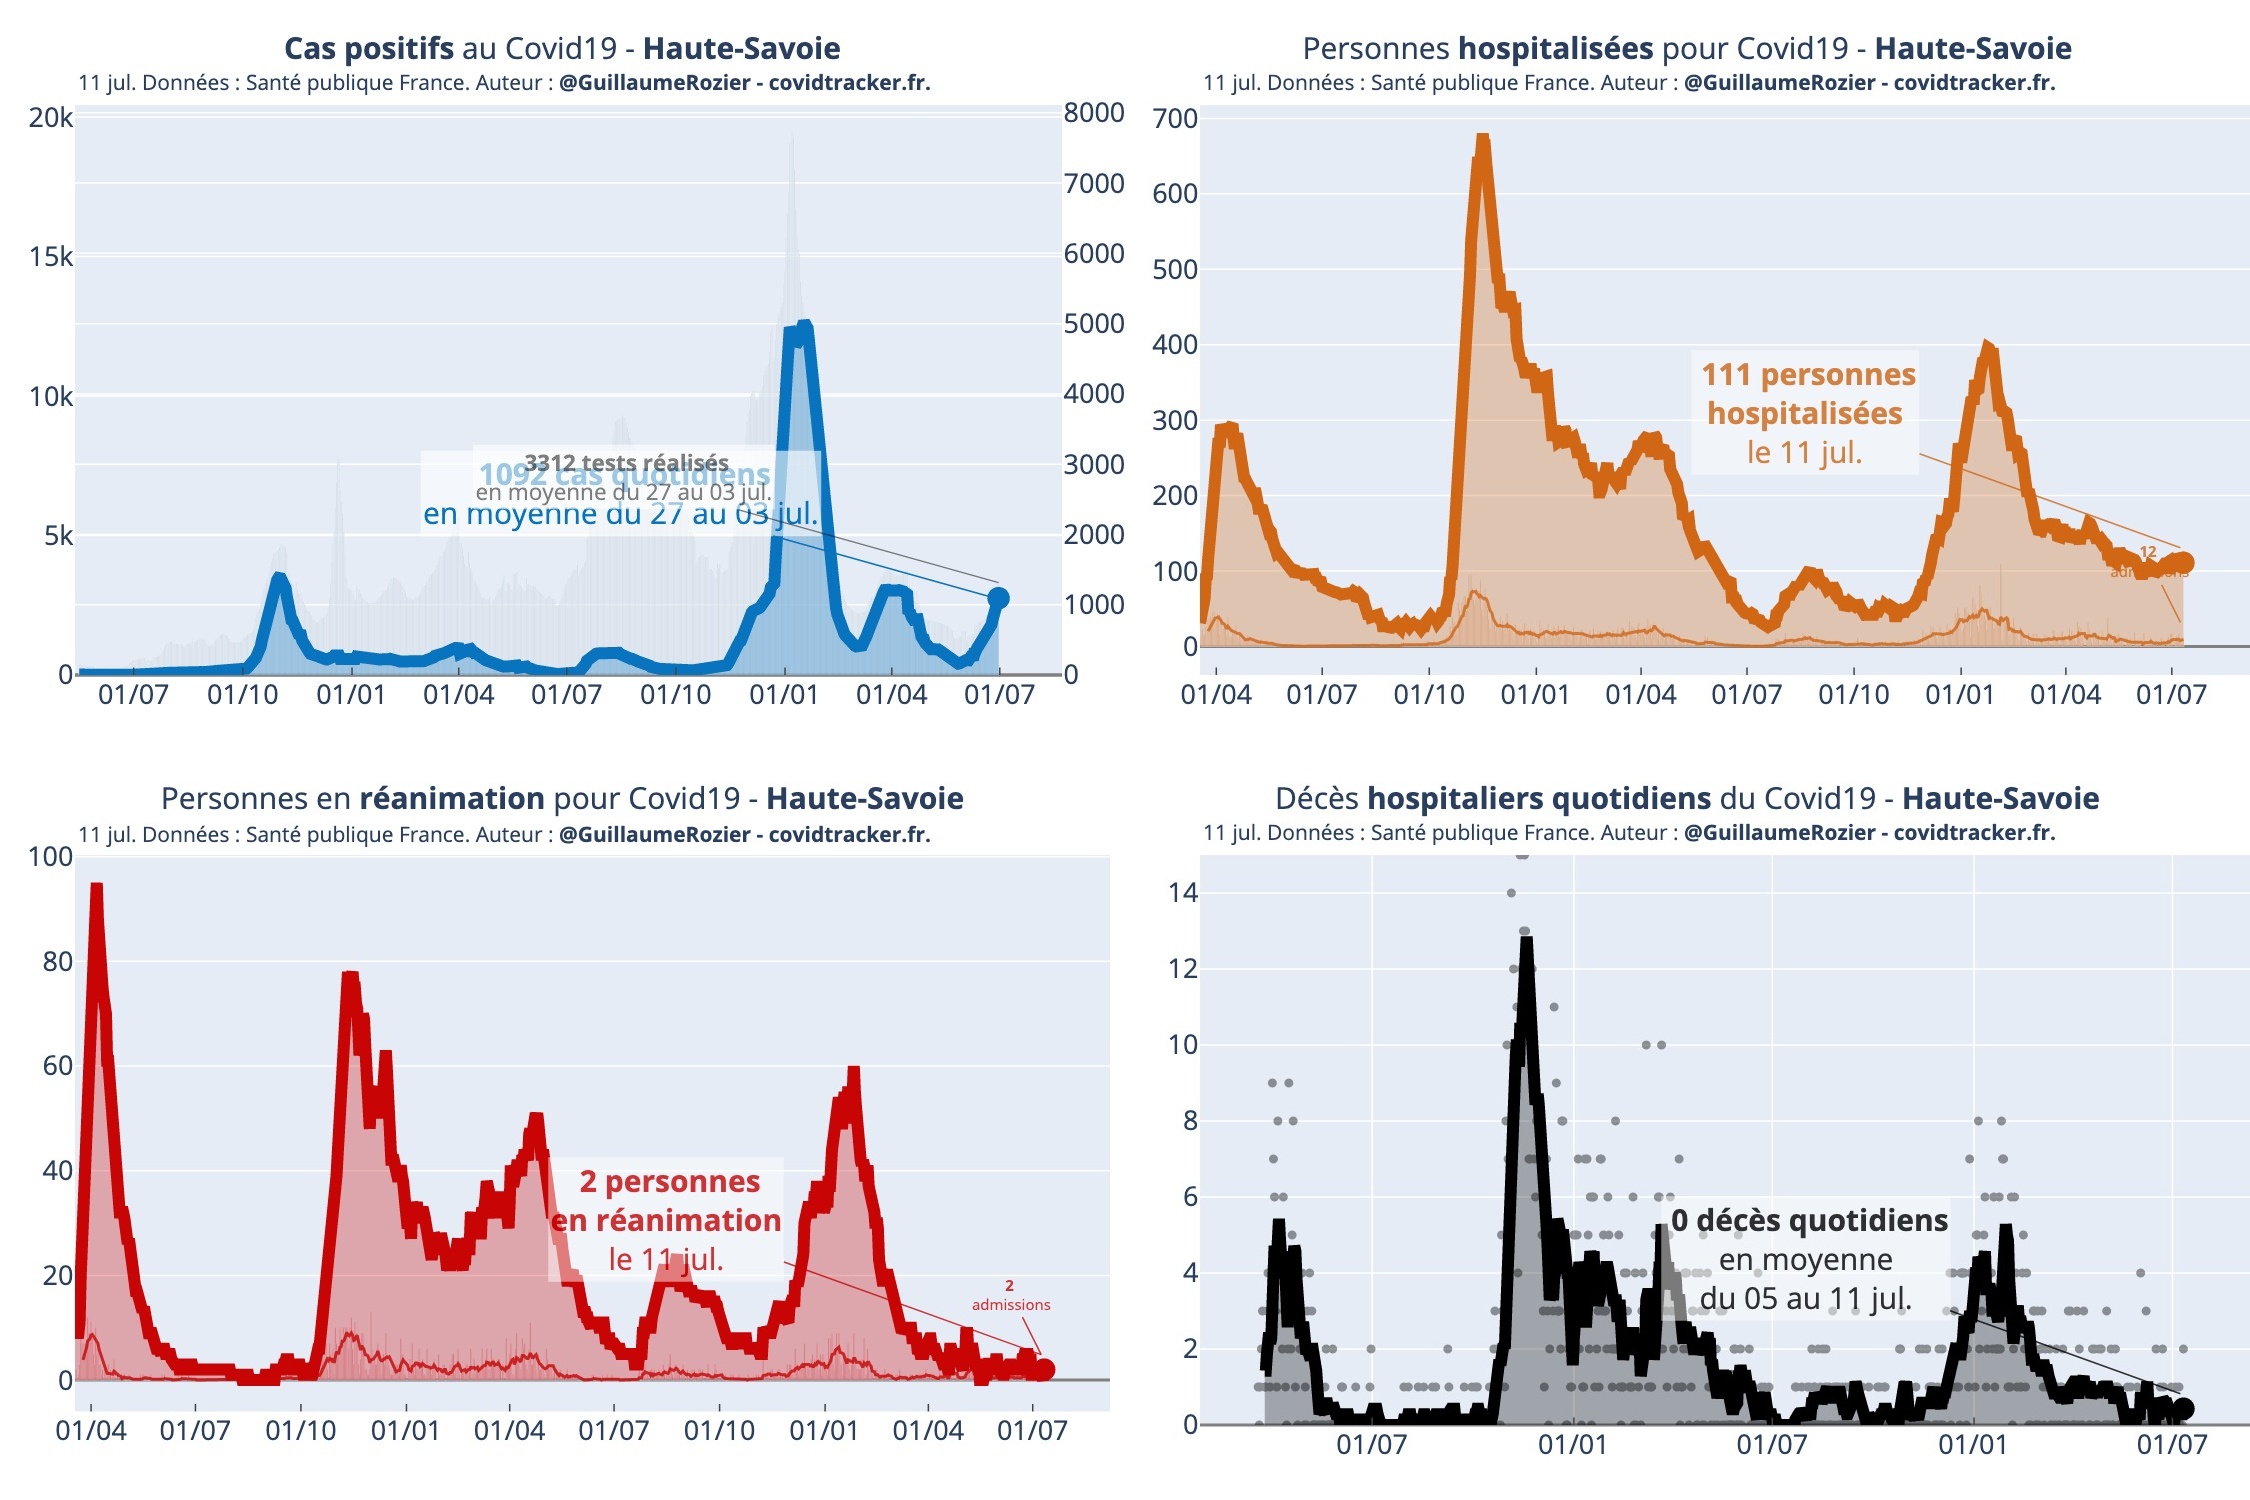 Cas positifs au Covid19 - Haute-Savoie
11 jul. Données : Santé publique France. Auteur : @GuillaumeRozier - covidtracker.fr.
20k
15k
10k
5k
0
8000
7000
6000
5000
4000
3000
2000
1000
0
3312 tests réalisés
1092 cas quotidiens
en moyenne du 27 au 03 jul.
en moyenne du 27 au 03 jul.
01/07 01/10 01/01 01/04 01/07 01/10 01/01 01/04 01/07
Personnes hospitalisées pour Covid19 - Haute-Savoie
11 jul. Données : Santé publique France. Auteur : @GuillaumeRozier - covidtracker.fr.
700
600
500
400
300
200
100
0
111 personnes
hospitalisées
le 11 jul.
12
admissions
01/04 01/07 01/10 01/01 01/04 01/07 01/10 01/01 01/04 01/07
Personnes en réanimation pour Covid19 - Haute-Savoie
11 jul. Données : Santé publique France. Auteur : @GuillaumeRozier - covidtracker.fr.
100
80
60
40
20
0
2 personnes
en réanimation
le 11 jul.
2
admissions
01/04 01/07 01/10 01/01 01/04 01/07 01/10 01/01 01/04 01/07
Décès hospitaliers quotidiens du Covid19 - Haute-Savoie
11 jul. Données : Santé publique France. Auteur : @GuillaumeRozier - covidtracker.fr.
14
12
10
8
6
4
2
0
0 décès quotidiens
en moyenne
du 05 au 11 jul.
01/07 01/01 01/07 01/01 01/07